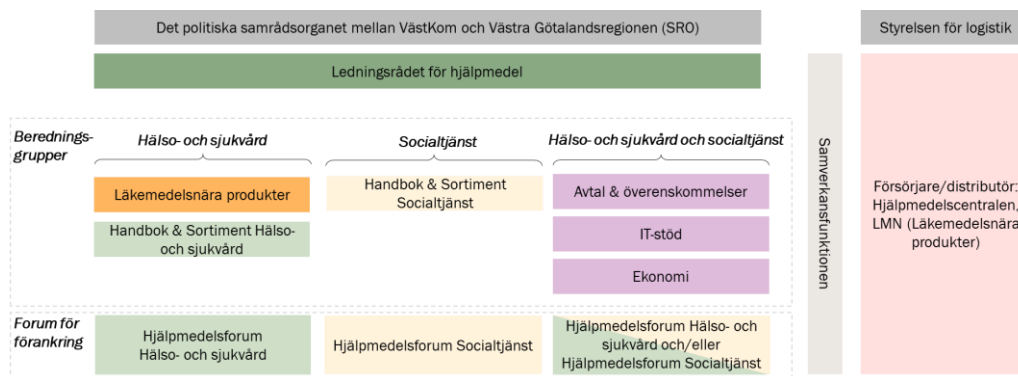 Det politiska samrådsorganet mellan VästKom och Västra Götalandsregionen (SRO)
Styrelsen för logistik
Ledningsrådet för hjälpmedel
Berednings-
grupper
Hälso- och sjukvård
Socialtjänst
Hälso- och sjukvård och socialtjänst
Läkemedelsnära produkter
Handbok & Sortiment Hälso-
och sjukvård
Handbok & Sortiment
Socialtjänst
Avtal & överenskommelser
IT-stöd
Ekonomi
Forum för
förankring
Hjälpmedelsforum
Hälso- och sjukvård
Hjälpmedelsforum Socialtjänst
Hjälpmedelsforum Hälso- och
sjukvård och/eller
Hjälpmedelsforum Socialtjänst
Samverkansfunktionen
Försörjare/distributör:
Hjälpmedelscentralen,
LMN (Läkemedelsnära
produkter)